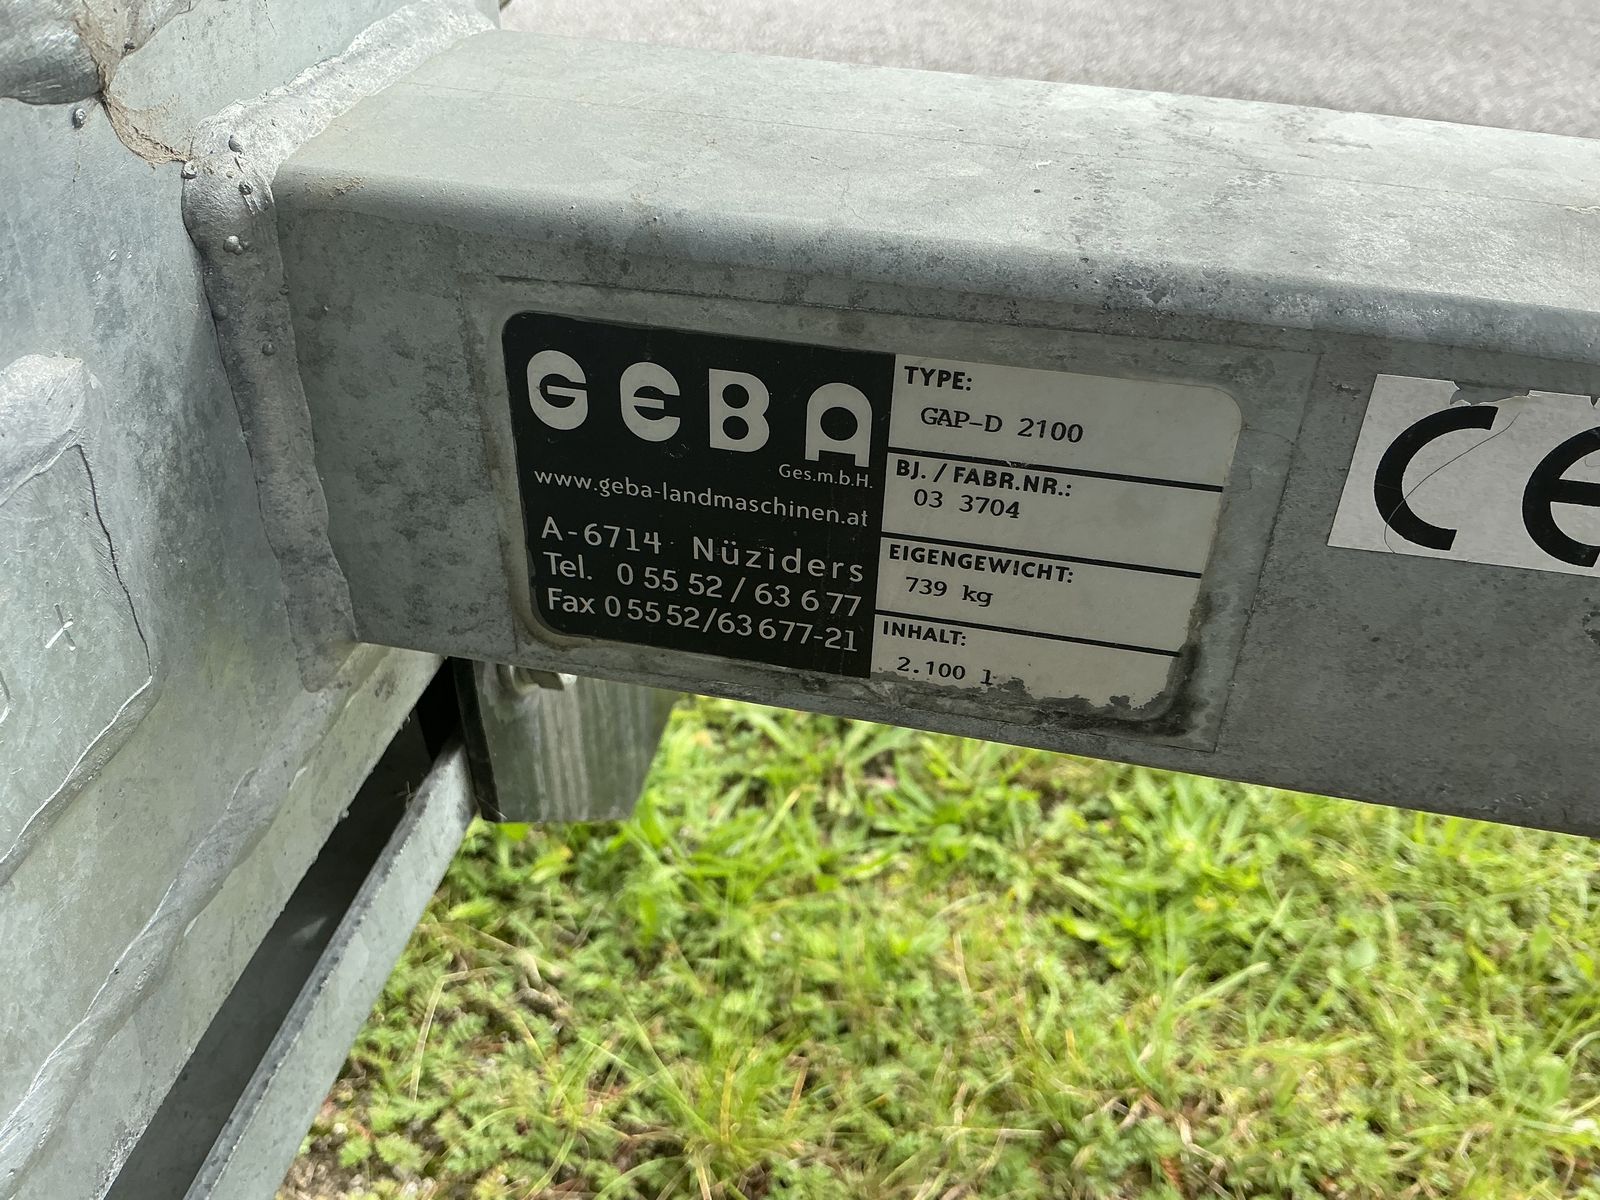 GEBA
Ges.m.b.H.
www.geba-landmaschinen.at
A-6714 Nüziders
Tel. 0 55 52 / 63 6 77
Fax 0 55 52/63 677-21
TYPE:
GAP-D 2100
BJ. / FABR.NR.:
03 3704
EIGENGEWICHT:
739 kg
INHALT:
2.100 l
CE